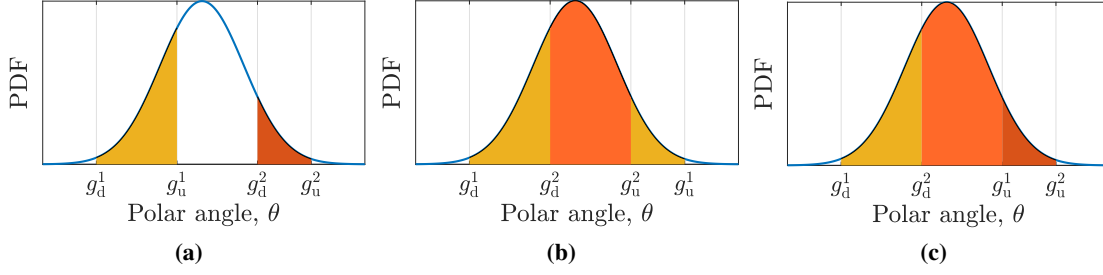 PDF
g_d^1 g_u^1 g_d^2 g_u^2
Polar angle, θ
(a)
PDF
g_d^1 g_d^2 g_u^2 g_u^1
Polar angle, θ
(b)
PDF
g_d^1 g_d^2 g_u^1 g_u^2
Polar angle, θ
(c)